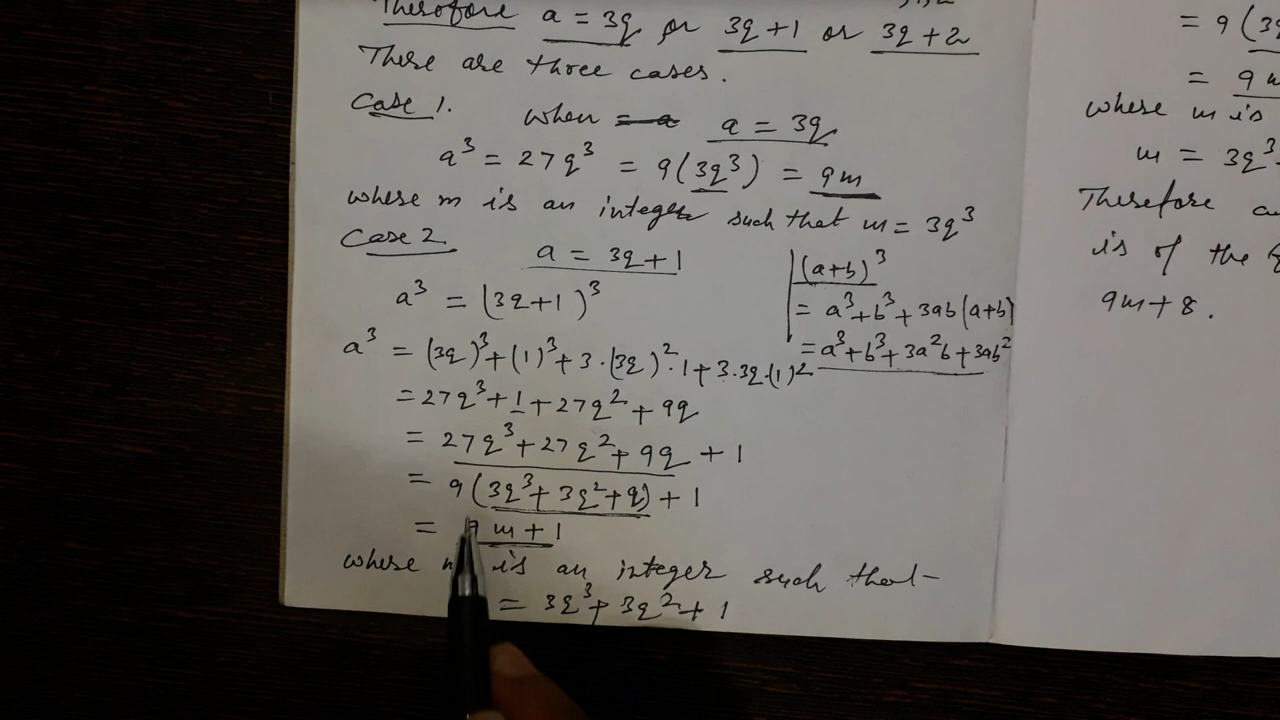 Therefore a = 3q or 3q+1 or 3q+2
There are three cases.
Case 1. when = a a = 3q
a³ = 27q³ = 9(3q³) = 9m
where m is an integer such that m = 3q³
Case 2 a = 3q+1
a³ = (3q+1)³
a³ = (3q)³+(1)³+3·(3q)²·1+3·3q·(1)²
= 27q³+1+27q²+9q
= 27q³+27q²+9q+1
= 9(3q³+3q²+q)+1
= 9m+1
where is an integer such that
= 3q³+3q²+1
(a+b)³
= a³+b³+3ab(a+b)
= a³+b³+3a²b+3ab²
= 9(3q
= 9m
where m is
m = 3q³
Therefore
is of the
9m+8.